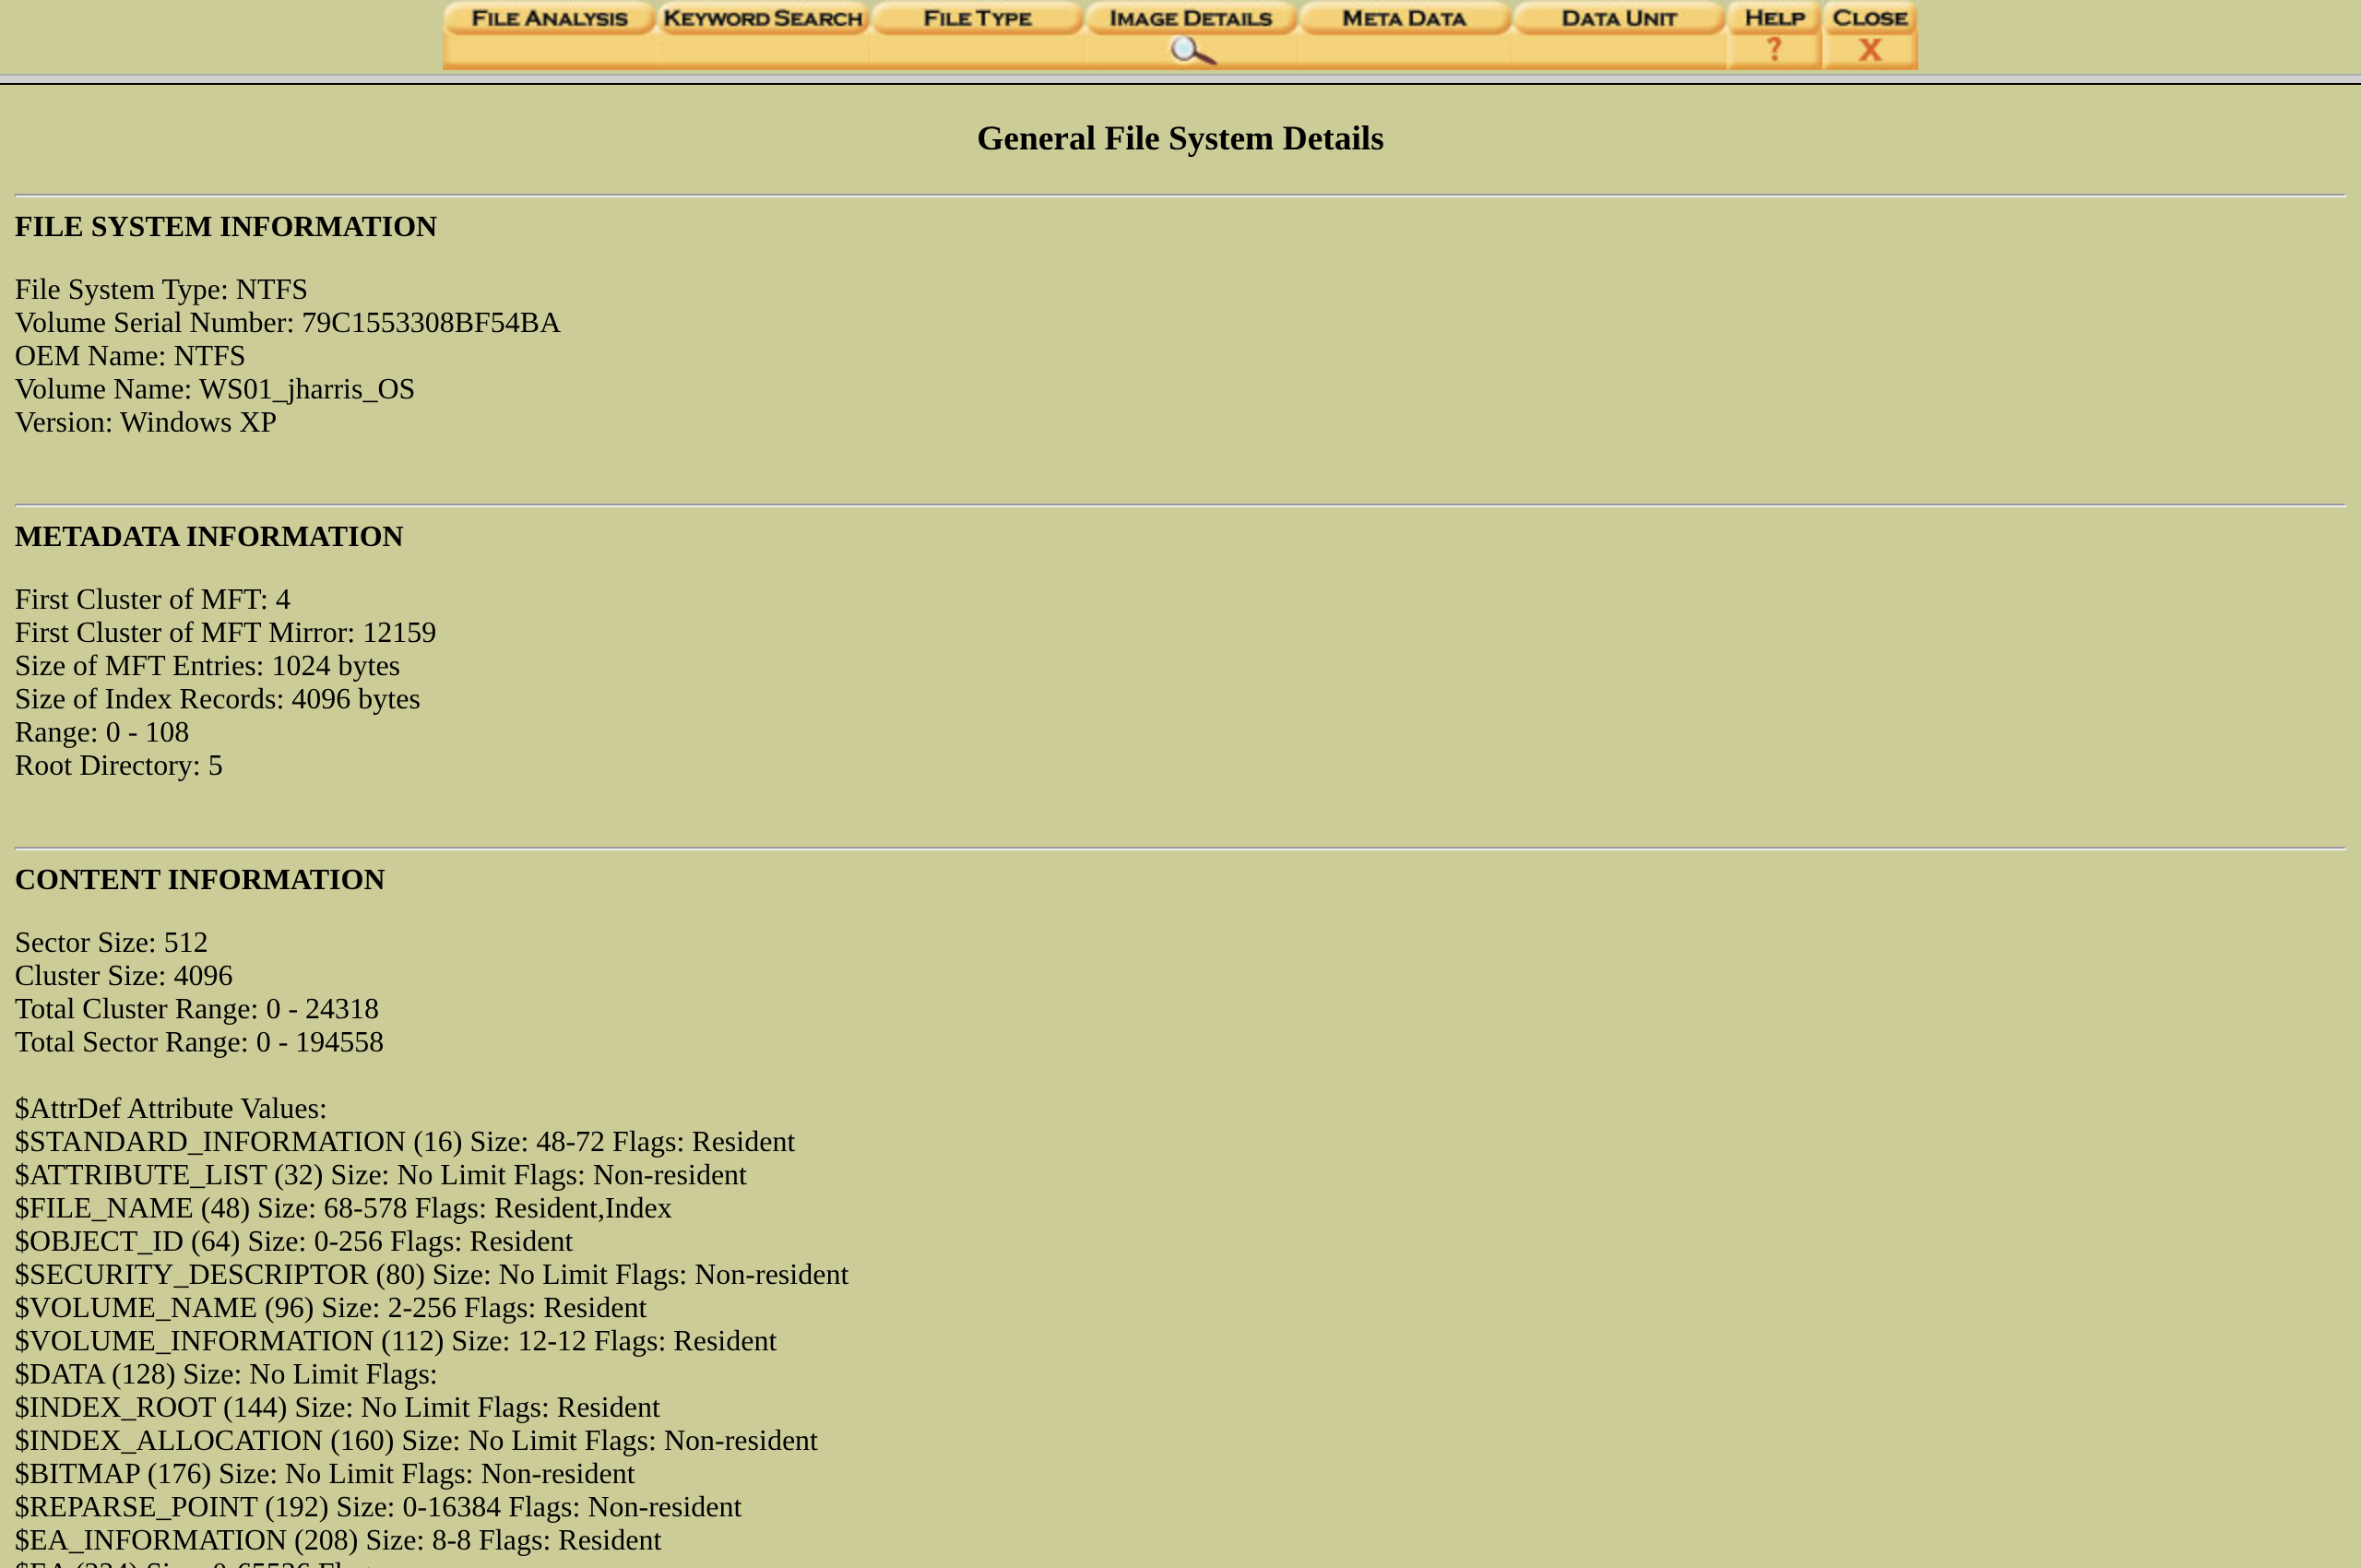 FILE ANALYSIS KEYWORD SEARCH FILE TYPE IMAGE DETAILS META DATA DATA UNIT HELP CLOSE
? X
General File System Details
FILE SYSTEM INFORMATION
File System Type: NTFS
Volume Serial Number: 79C1553308BF54BA
OEM Name: NTFS
Volume Name: WS01_jharris_OS
Version: Windows XP
METADATA INFORMATION
First Cluster of MFT: 4
First Cluster of MFT Mirror: 12159
Size of MFT Entries: 1024 bytes
Size of Index Records: 4096 bytes
Range: 0 - 108
Root Directory: 5
CONTENT INFORMATION
Sector Size: 512
Cluster Size: 4096
Total Cluster Range: 0 - 24318
Total Sector Range: 0 - 194558
$AttrDef Attribute Values:
$STANDARD_INFORMATION (16) Size: 48-72 Flags: Resident
$ATTRIBUTE_LIST (32) Size: No Limit Flags: Non-resident
$FILE_NAME (48) Size: 68-578 Flags: Resident,Index
$OBJECT_ID (64) Size: 0-256 Flags: Resident
$SECURITY_DESCRIPTOR (80) Size: No Limit Flags: Non-resident
$VOLUME_NAME (96) Size: 2-256 Flags: Resident
$VOLUME_INFORMATION (112) Size: 12-12 Flags: Resident
$DATA (128) Size: No Limit Flags:
$INDEX_ROOT (144) Size: No Limit Flags: Resident
$INDEX_ALLOCATION (160) Size: No Limit Flags: Non-resident
$BITMAP (176) Size: No Limit Flags: Non-resident
$REPARSE_POINT (192) Size: 0-16384 Flags: Non-resident
$EA_INFORMATION (208) Size: 8-8 Flags: Resident
$EA (224) Size: 0-65536 Flags: